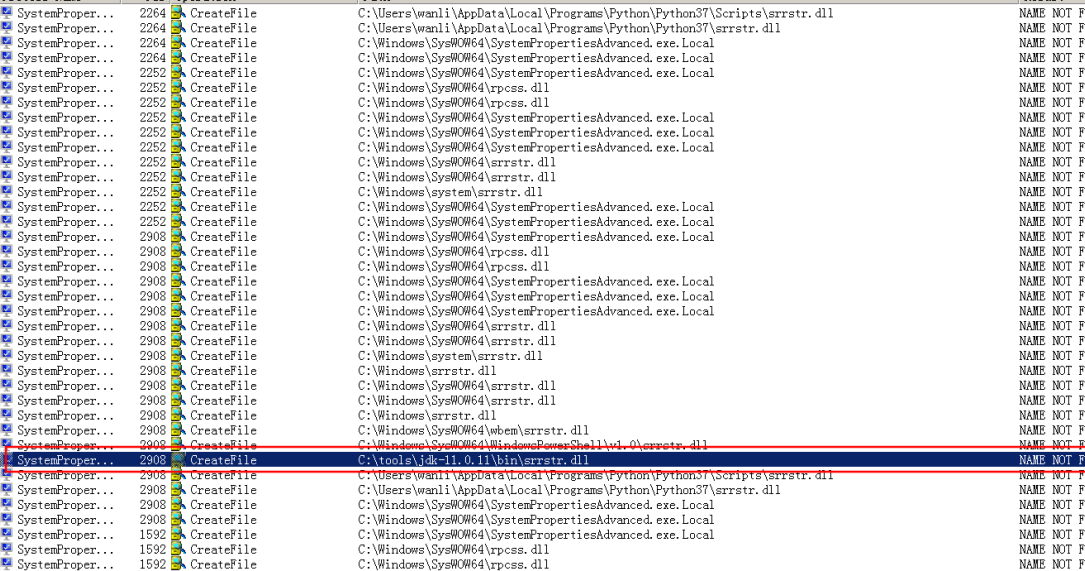 SystemProper... 2264 CreateFile C:\Users\wanli\AppData\Local\Programs\Python\Python37\Scripts\srrstr.dll NAME NOT F
SystemProper... 2264 CreateFile C:\Users\wanli\AppData\Local\Programs\Python\Python37\srrstr.dll NAME NOT F
SystemProper... 2264 CreateFile C:\Windows\SysWOW64\SystemPropertiesAdvanced.exe.Local NAME NOT F
SystemProper... 2264 CreateFile C:\Windows\SysWOW64\SystemPropertiesAdvanced.exe.Local NAME NOT F
SystemProper... 2252 CreateFile C:\Windows\SysWOW64\SystemPropertiesAdvanced.exe.Local NAME NOT F
SystemProper... 2252 CreateFile C:\Windows\SysWOW64\rpcss.dll NAME NOT F
SystemProper... 2252 CreateFile C:\Windows\SysWOW64\rpcss.dll NAME NOT F
SystemProper... 2252 CreateFile C:\Windows\SysWOW64\SystemPropertiesAdvanced.exe.Local NAME NOT F
SystemProper... 2252 CreateFile C:\Windows\SysWOW64\SystemPropertiesAdvanced.exe.Local NAME NOT F
SystemProper... 2252 CreateFile C:\Windows\SysWOW64\SystemPropertiesAdvanced.exe.Local NAME NOT F
SystemProper... 2252 CreateFile C:\Windows\SysWOW64\srrstr.dll NAME NOT F
SystemProper... 2252 CreateFile C:\Windows\SysWOW64\srrstr.dll NAME NOT F
SystemProper... 2252 CreateFile C:\Windows\system\srrstr.dll NAME NOT F
SystemProper... 2252 CreateFile C:\Windows\SysWOW64\SystemPropertiesAdvanced.exe.Local NAME NOT F
SystemProper... 2252 CreateFile C:\Windows\SysWOW64\SystemPropertiesAdvanced.exe.Local NAME NOT F
SystemProper... 2908 CreateFile C:\Windows\SysWOW64\SystemPropertiesAdvanced.exe.Local NAME NOT F
SystemProper... 2908 CreateFile C:\Windows\SysWOW64\rpcss.dll NAME NOT F
SystemProper... 2908 CreateFile C:\Windows\SysWOW64\rpcss.dll NAME NOT F
SystemProper... 2908 CreateFile C:\Windows\SysWOW64\SystemPropertiesAdvanced.exe.Local NAME NOT F
SystemProper... 2908 CreateFile C:\Windows\SysWOW64\SystemPropertiesAdvanced.exe.Local NAME NOT F
SystemProper... 2908 CreateFile C:\Windows\SysWOW64\SystemPropertiesAdvanced.exe.Local NAME NOT F
SystemProper... 2908 CreateFile C:\Windows\SysWOW64\srrstr.dll NAME NOT F
SystemProper... 2908 CreateFile C:\Windows\SysWOW64\srrstr.dll NAME NOT F
SystemProper... 2908 CreateFile C:\Windows\system\srrstr.dll NAME NOT F
SystemProper... 2908 CreateFile C:\Windows\srrstr.dll NAME NOT F
SystemProper... 2908 CreateFile C:\Windows\SysWOW64\srrstr.dll NAME NOT F
SystemProper... 2908 CreateFile C:\Windows\SysWOW64\srrstr.dll NAME NOT F
SystemProper... 2908 CreateFile C:\Windows\srrstr.dll NAME NOT F
SystemProper... 2908 CreateFile C:\Windows\SysWOW64\wbem\srrstr.dll NAME NOT F
SystemProper... 2908 CreateFile C:\Windows\SysWOW64\WindowsPowerShell\v1.0\srrstr.dll NAME NOT F
SystemProper... 2908 CreateFile C:\tools\jdk-11.0.11\bin\srrstr.dll NAME NOT F
SystemProper... 2908 CreateFile C:\Users\wanli\AppData\Local\Programs\Python\Python37\Scripts\srrstr.dll NAME NOT F
SystemProper... 2908 CreateFile C:\Users\wanli\AppData\Local\Programs\Python\Python37\srrstr.dll NAME NOT F
SystemProper... 2908 CreateFile C:\Windows\SysWOW64\SystemPropertiesAdvanced.exe.Local NAME NOT F
SystemProper... 2908 CreateFile C:\Windows\SysWOW64\SystemPropertiesAdvanced.exe.Local NAME NOT F
SystemProper... 1592 CreateFile C:\Windows\SysWOW64\SystemPropertiesAdvanced.exe.Local NAME NOT F
SystemProper... 1592 CreateFile C:\Windows\SysWOW64\rpcss.dll NAME NOT F
SystemProper... 1592 CreateFile C:\Windows\SysWOW64\rpcss.dll NAME NOT F